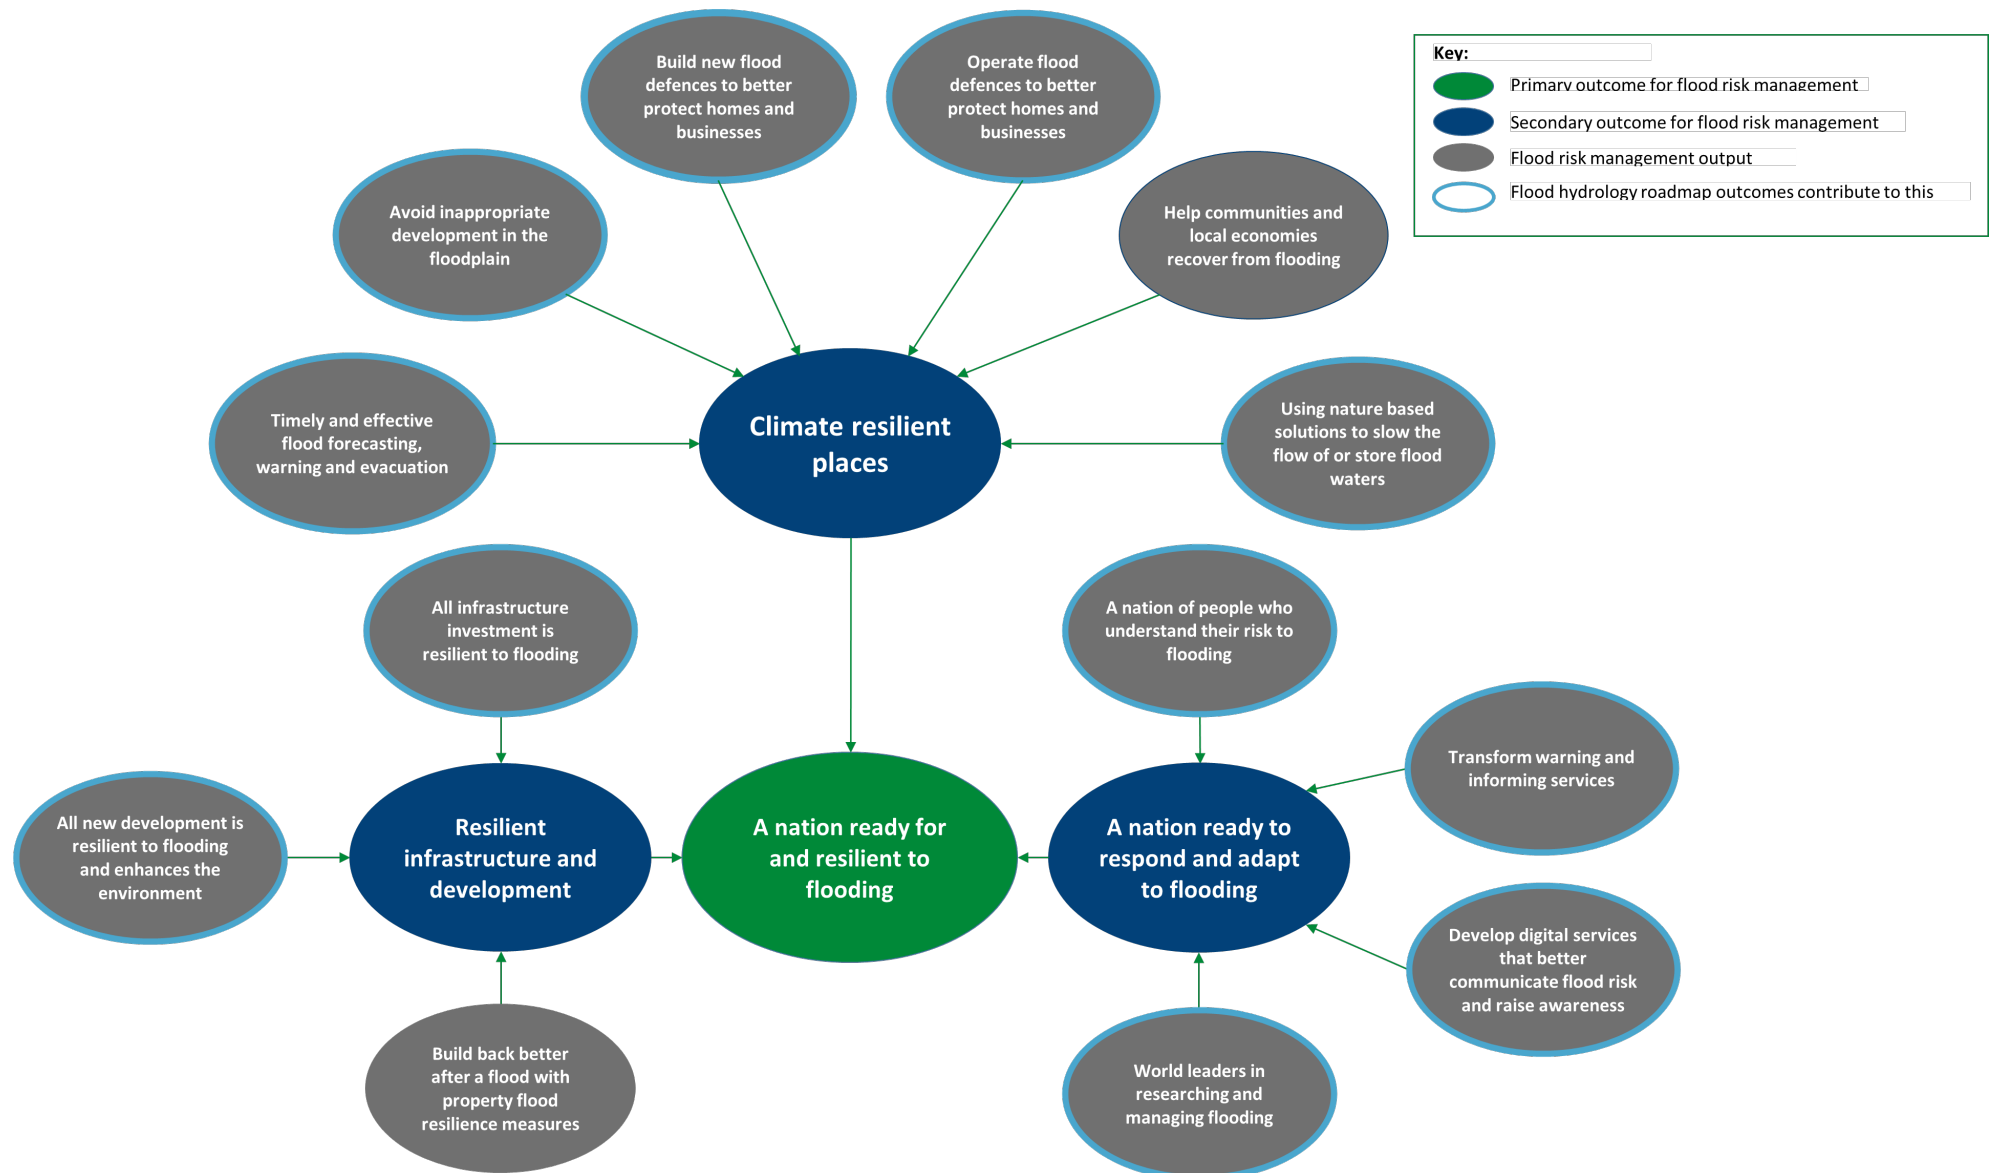 Build new flood
defences to better
protect homes and
businesses
Operate flood
defences to better
protect homes and
businesses
Key:
Primary outcome for flood risk management
Secondary outcome for flood risk management
Flood risk management output
Flood hydrology roadmap outcomes contribute to this
Avoid inappropriate
development in the
floodplain
Help communities and
local economies
recover from flooding
Timely and effective
flood forecasting,
warning and evacuation
Climate resilient
places
Using nature based
solutions to slow the
flow of or store flood
waters
All infrastructure
investment is
resilient to flooding
A nation of people who
understand their risk to
flooding
Transform warning and
informing services
All new development is
resilient to flooding
and enhances the
environment
Resilient
infrastructure and
development
A nation ready for
and resilient to
flooding
A nation ready to
respond and adapt
to flooding
Develop digital services
that better
communicate flood risk
and raise awareness
Build back better
after a flood with
property flood
resilience measures
World leaders in
researching and
managing flooding